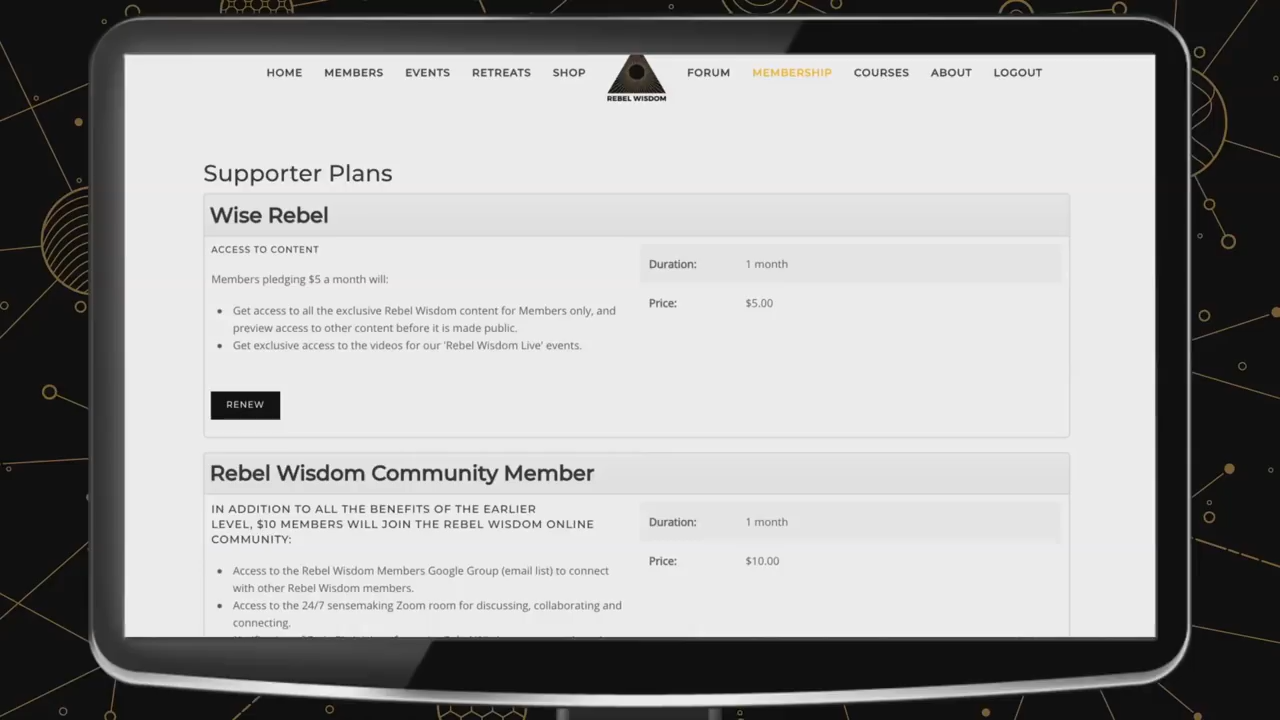 HOME MEMBERS EVENTS RETREATS SHOP REBEL WISDOM FORUM MEMBERSHIP COURSES ABOUT LOGOUT
Supporter Plans
Wise Rebel
ACCESS TO CONTENT
Members pledging $5 a month will:
Get access to all the exclusive Rebel Wisdom content for Members only, and
preview access to other content before it is made public.
Get exclusive access to the videos for our 'Rebel Wisdom Live' events.
RENEW
Duration: 1 month
Price: $5.00
Rebel Wisdom Community Member
IN ADDITION TO ALL THE BENEFITS OF THE EARLIER
LEVEL, $10 MEMBERS WILL JOIN THE REBEL WISDOM ONLINE
COMMUNITY:
Access to the Rebel Wisdom Members Google Group (email list) to connect
with other Rebel Wisdom members.
Access to the 24/7 sensemaking Zoom room for discussing, collaborating and
connecting.
Duration: 1 month
Price: $10.00